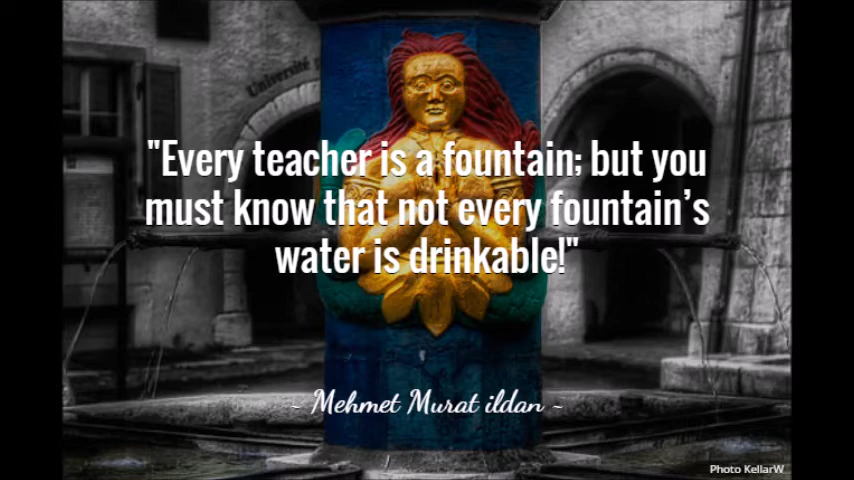 Université
"Every teacher is a fountain; but you
must know that not every fountain’s
water is drinkable!"
~ Mehmet Murat ildan ~
Photo KellarW